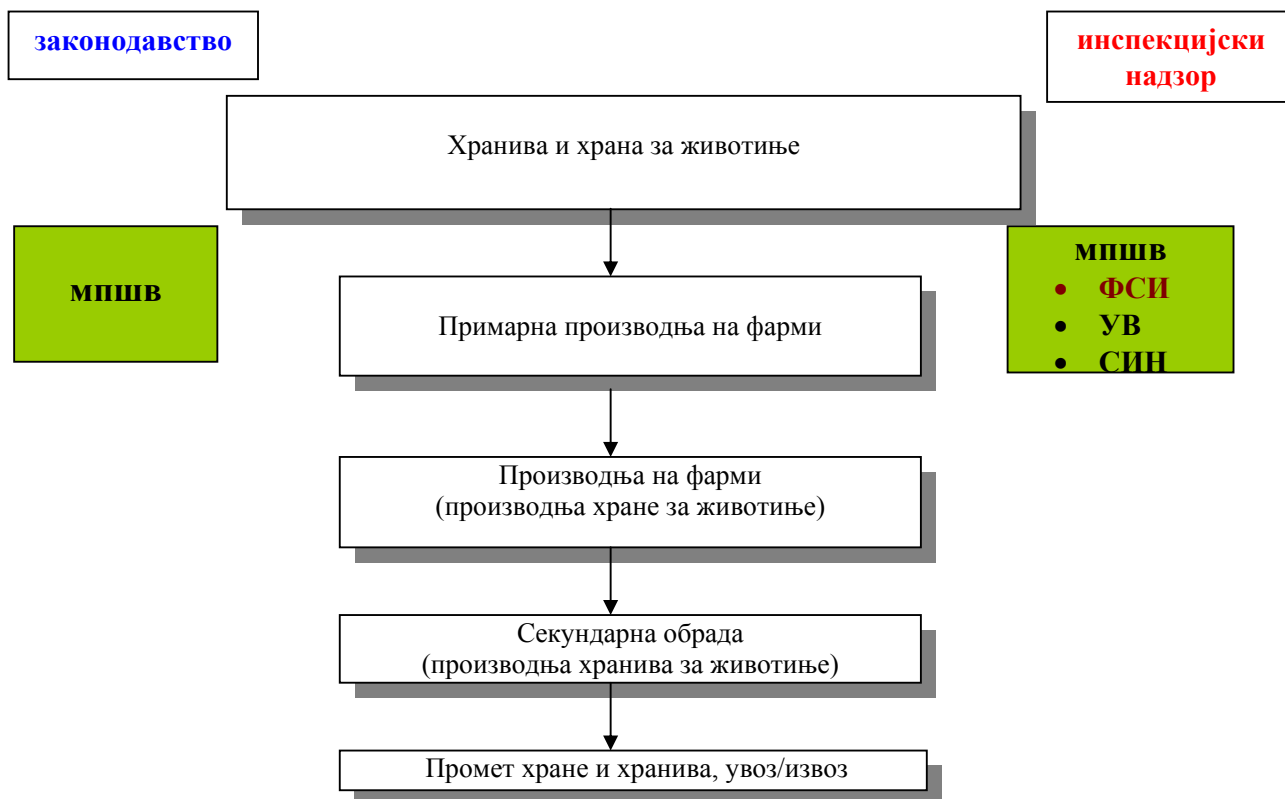 законодавство
инспекцијски
надзор
Хранива и храна за животиње
мпшв
мпшв
• ФСИ
• УВ
• СИН
Примарна производња на фарми
Производња на фарми
(производња хране за животиње)
Секундарна обрада
(производња хранива за животиње)
Промет хране и хранива, увоз/извоз